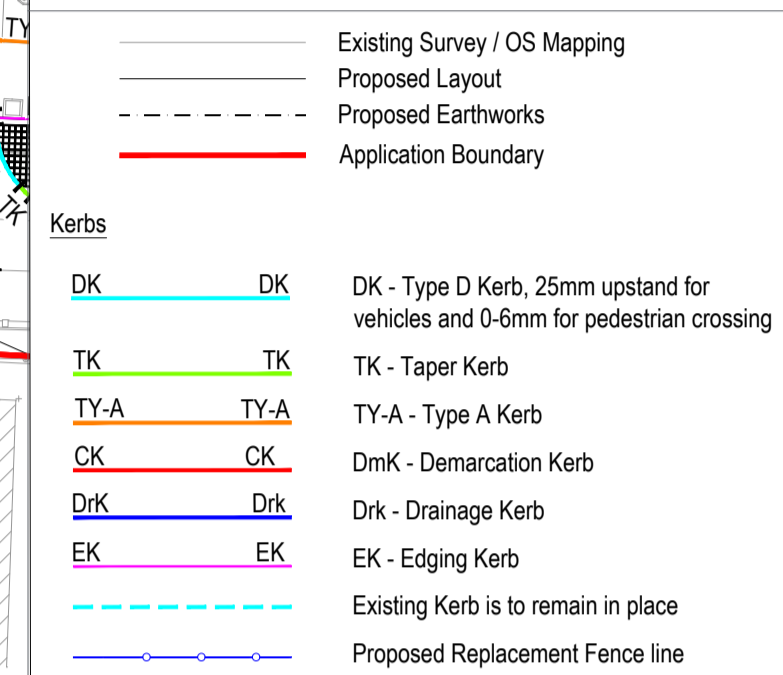 TY
Existing Survey / OS Mapping
Proposed Layout
Proposed Earthworks
Application Boundary
TK
Kerbs
DK DK DK - Type D Kerb, 25mm upstand for
vehicles and 0-6mm for pedestrian crossing
TK TK TK - Taper Kerb
TY-A TY-A TY-A - Type A Kerb
CK CK DmK - Demarcation Kerb
DrK Drk Drk - Drainage Kerb
EK EK EK - Edging Kerb
Existing Kerb is to remain in place
Proposed Replacement Fence line